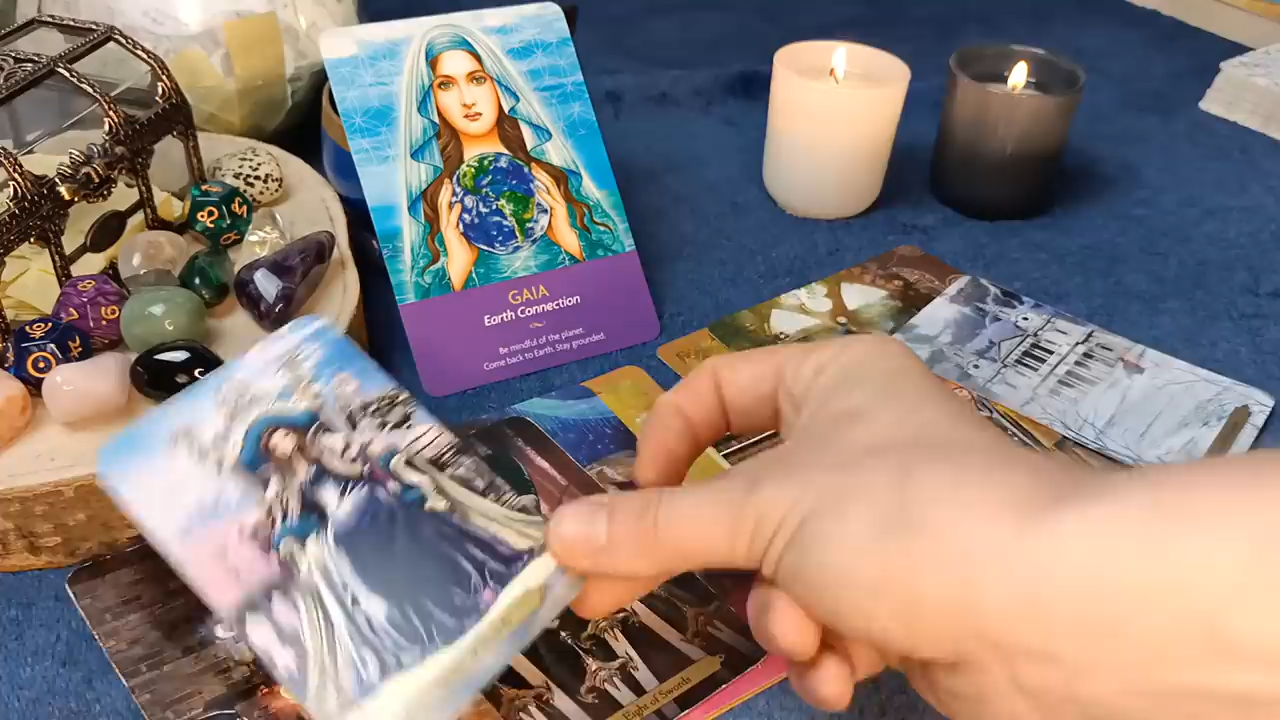 GAIA
Earth Connection
Be mindful of the planet.
Come back to Earth. Stay grounded.
Eight of Swords